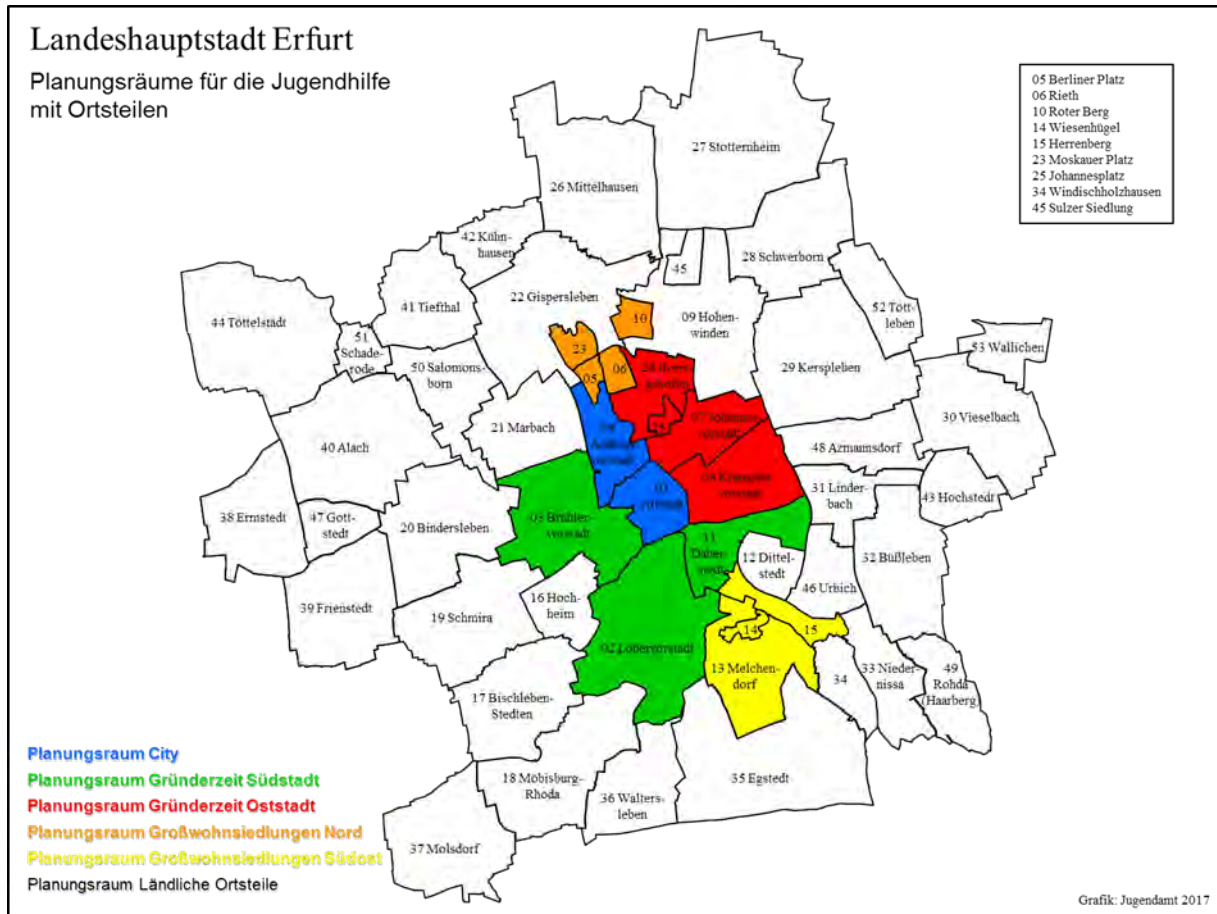 Landeshauptstadt Erfurt
Planungsräume für die Jugendhilfe
mit Ortsteilen
05 Berliner Platz
06 Rieth
10 Roter Berg
14 Wiesenhügel
15 Herrenberg
23 Moskauer Platz
25 Johannesplatz
34 Windischholzhausen
45 Sulzer Siedlung
27 Stotternheim
26 Mittelhausen
42 Kühn-
hausen
28 Schwerborn
45
41 Tiefthal
22 Gispersleben
44 Töttelstädt
10
09 Hohen-
winden
52 Tött-
leben
51
Schade-
rode
23
53 Wallichen
50 Salomons-
born
05
06
29 Kerspleben
30 Vieselbach
21 Marbach
25
40 Alach
48 Azmannsdorf
31 Linder-
bach
43 Hochstedt
38 Ermstedt
47 Gott-
stedt
20 Bindersleben
03 Brühler-
vorstadt
11
Daber-
stedt
12 Dittel-
stedt
32 Büßleben
46 Urbich
39 Frienstedt
16 Hoch-
heim
19 Schmira
14
15
02 Löbervorstadt
13 Melchen-
dorf
34
33 Nieder-
nissa
49
Rohda
(Haarberg)
17 Bischleben-
Stedten
18 Möbisburg-
Rhoda
35 Egstedt
36 Walters-
leben
37 Molsdorf
Planungsraum City
Planungsraum Gründerzeit Südstadt
Planungsraum Gründerzeit Oststadt
Planungsraum Großwohnsiedlungen Nord
Planungsraum Großwohnsiedlungen Südost
Planungsraum Ländliche Ortsteile
Grafik: Jugendamt 2017